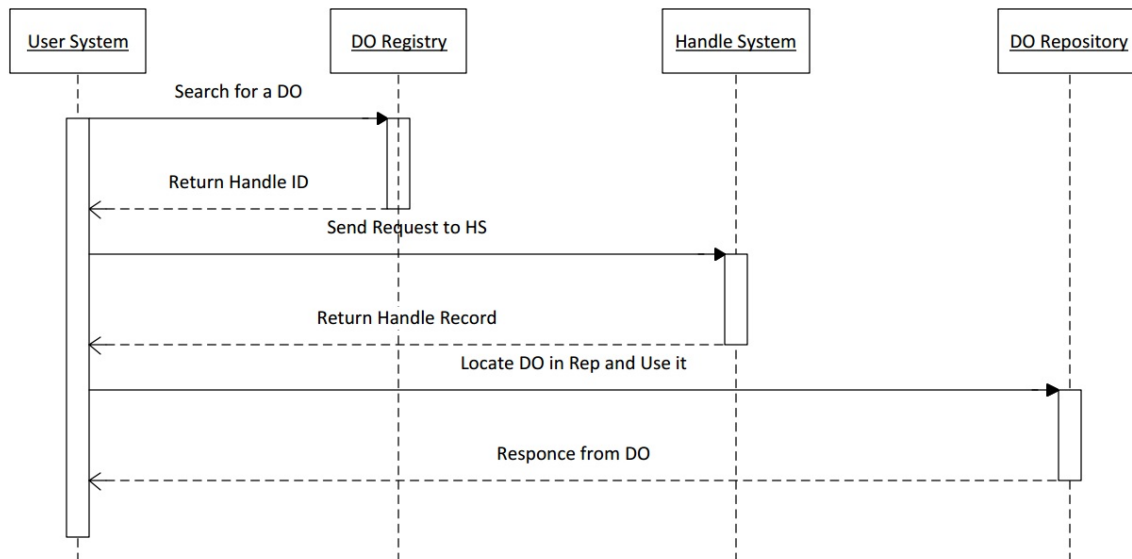 User System
DO Registry
Handle System
DO Repository
Search for a DO
Return Handle ID
Send Request to HS
Return Handle Record
Locate DO in Rep and Use it
Responce from DO